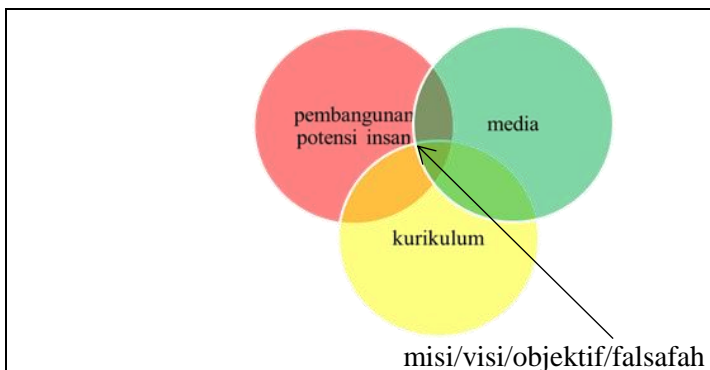 pembangunan
potensi insan
media
kurikulum
misi/visi/objektif/falsafah